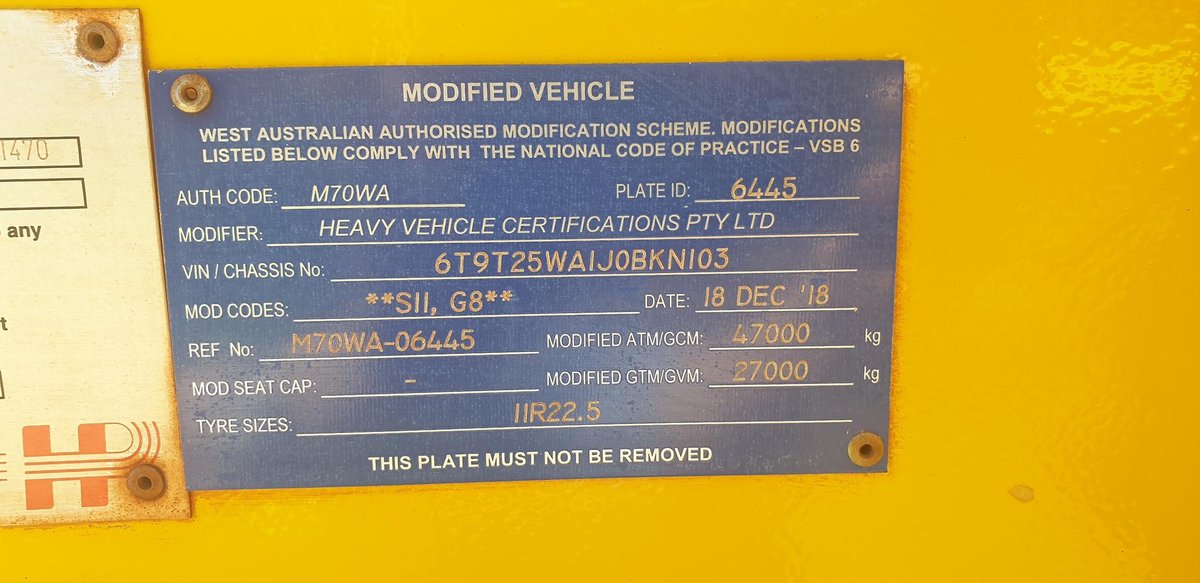 1470
any
t
HP
MODIFIED VEHICLE
WEST AUSTRALIAN AUTHORISED MODIFICATION SCHEME. MODIFICATIONS
LISTED BELOW COMPLY WITH THE NATIONAL CODE OF PRACTICE – VSB 6
AUTH CODE: M70WA PLATE ID: 6445
MODIFIER: HEAVY VEHICLE CERTIFICATIONS PTY LTD
VIN / CHASSIS No: 6T9T25WA1J0BKN103
MOD CODES: **S11, G8** DATE: 18 DEC '18
REF No: M70WA-06445 MODIFIED ATM/GCM: 47000 kg
MOD SEAT CAP: - MODIFIED GTM/GVM: 27000 kg
TYRE SIZES: 11R22.5
THIS PLATE MUST NOT BE REMOVED